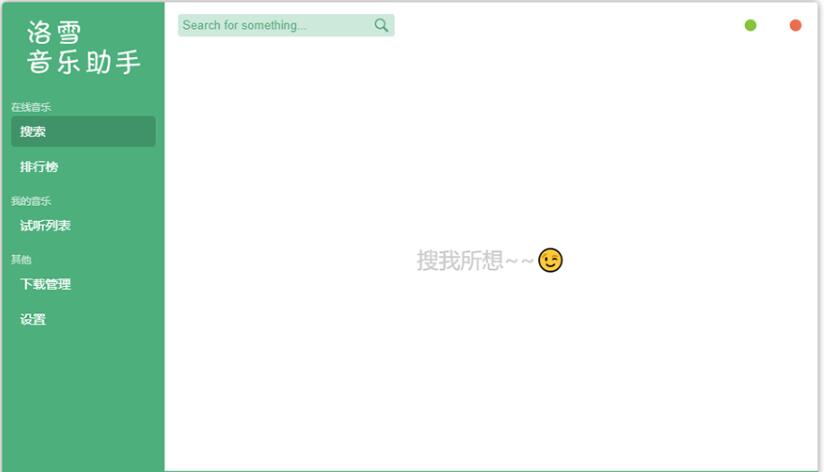 洛雪
音乐助手
Search for something...
在线音乐
搜索
排行榜
我的音乐
试听列表
其他
下载管理
设置
搜我所想~~😉